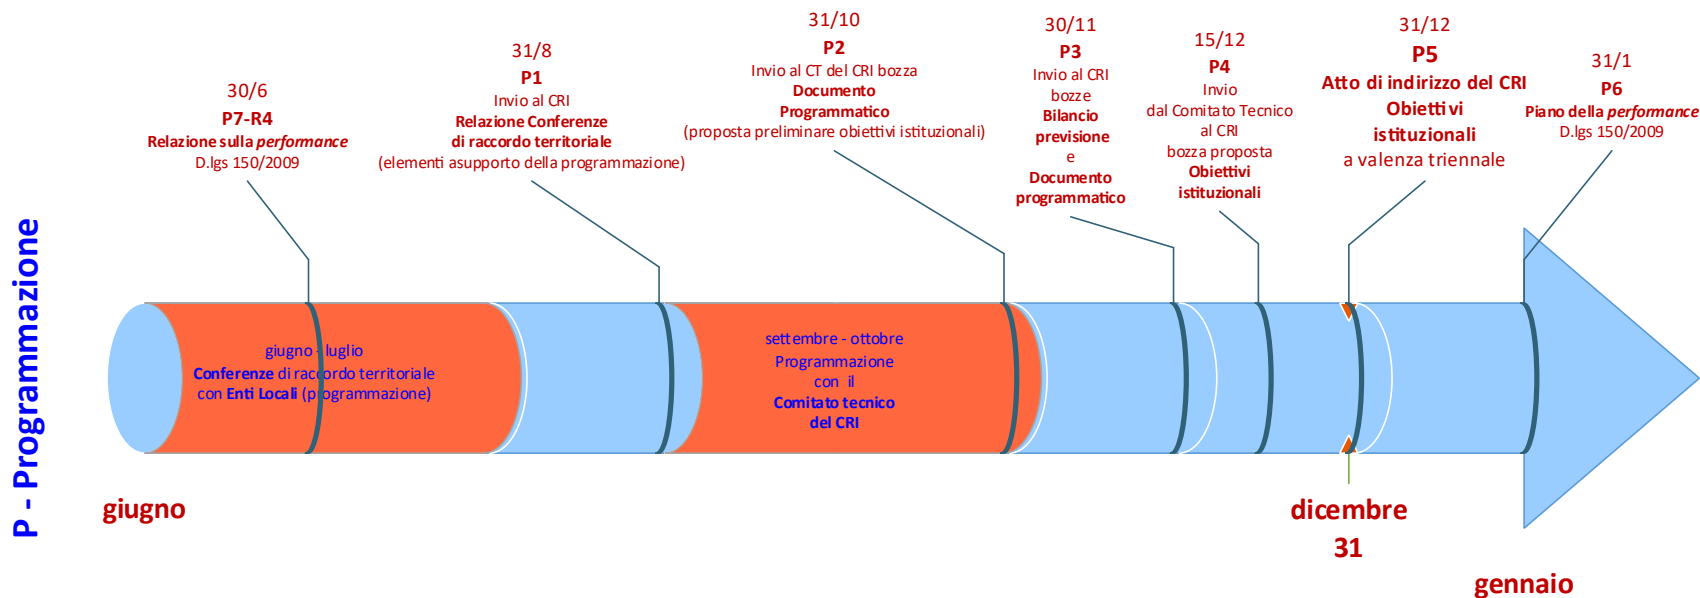 P - Programmazione
30/6
P7-R4
Relazione sulla performance
D.lgs 150/2009
31/8
P1
Invio al CRI
Relazione Conferenze
di raccordo territoriale
(elementi asupporto della programmazione)
31/10
P2
Invio al CT del CRI bozza
Documento
Programmatico
(proposta preliminare obiettivi istituzionali)
30/11
P3
Invio al CRI
bozze
Bilancio
previsione
e
Documento
programmatico
15/12
P4
Invio
dal Comitato Tecnico
al CRI
bozza proposta
Obiettivi
istituzionali
31/12
P5
Atto di indirizzo del CRI
Obiettivi
istituzionali
a valenza triennale
31/1
P6
Piano della performance
D.lgs 150/2009
giugno - luglio
Conferenze di raccordo territoriale
con Enti Locali (programmazione)
settembre - ottobre
Programmazione
con il
Comitato tecnico
del CRI
giugno
dicembre
31
gennaio